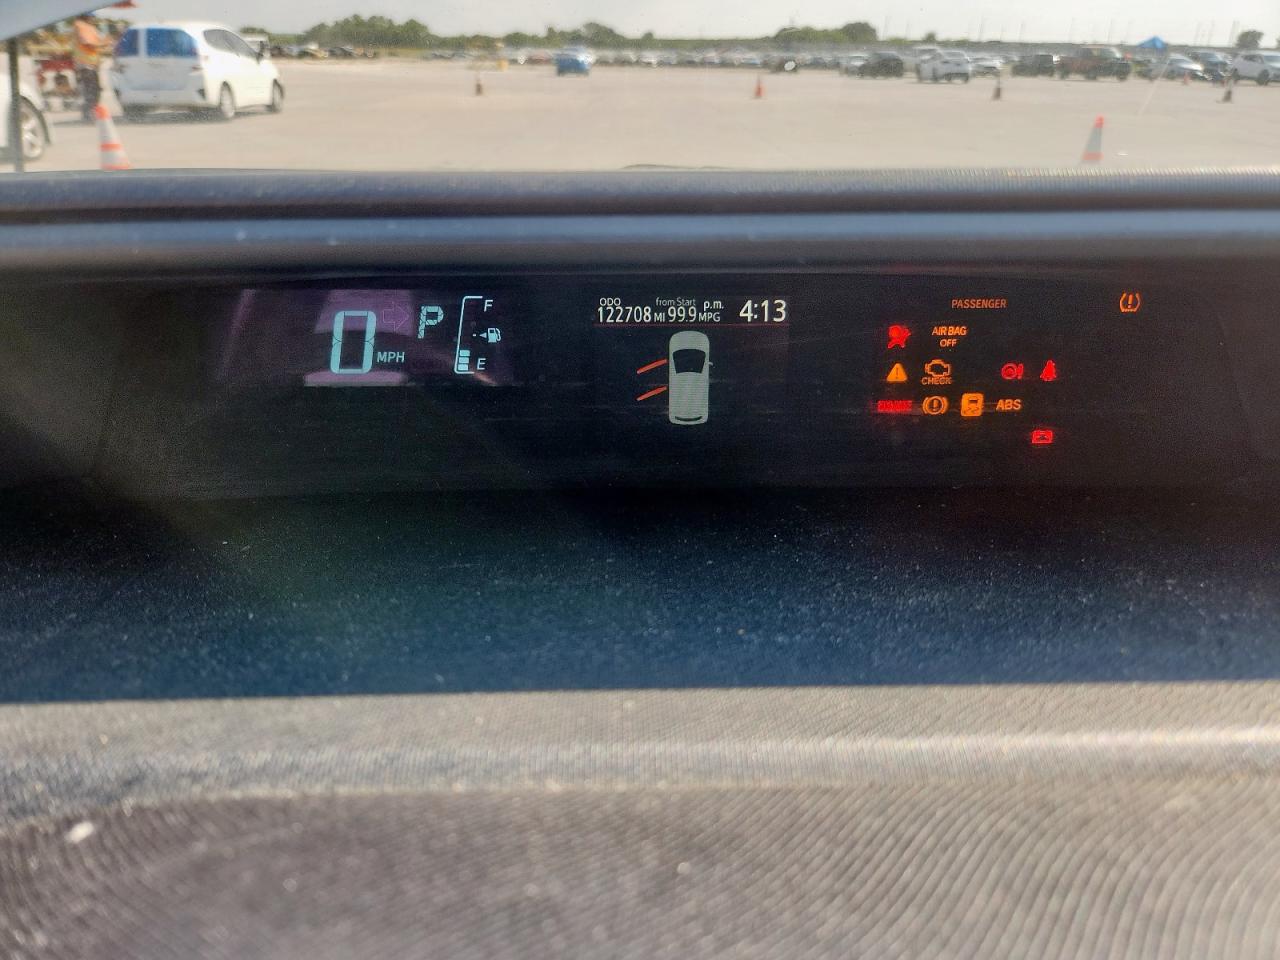 0 MPH
P
F
E
ODO from Start p.m. 4:13
122708 MI 99.9 MPG
PASSENGER
AIR BAG
OFF
CHECK
ABS